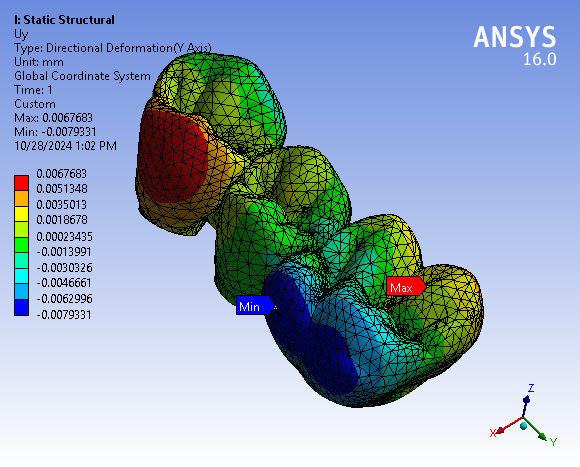 I: Static Structural
Uy
Type: Directional Deformation(Y Axis)
Unit: mm
Global Coordinate System
Time: 1
Custom
Max: 0.0067683
Min: -0.0079331
10/28/2024 1:02 PM
ANSYS
16.0
0.0067683
0.0051348
0.0035013
0.0018678
0.00023435
-0.0013991
-0.0030326
-0.0046661
-0.0062996
-0.0079331
Max
Min
Z
X
Y